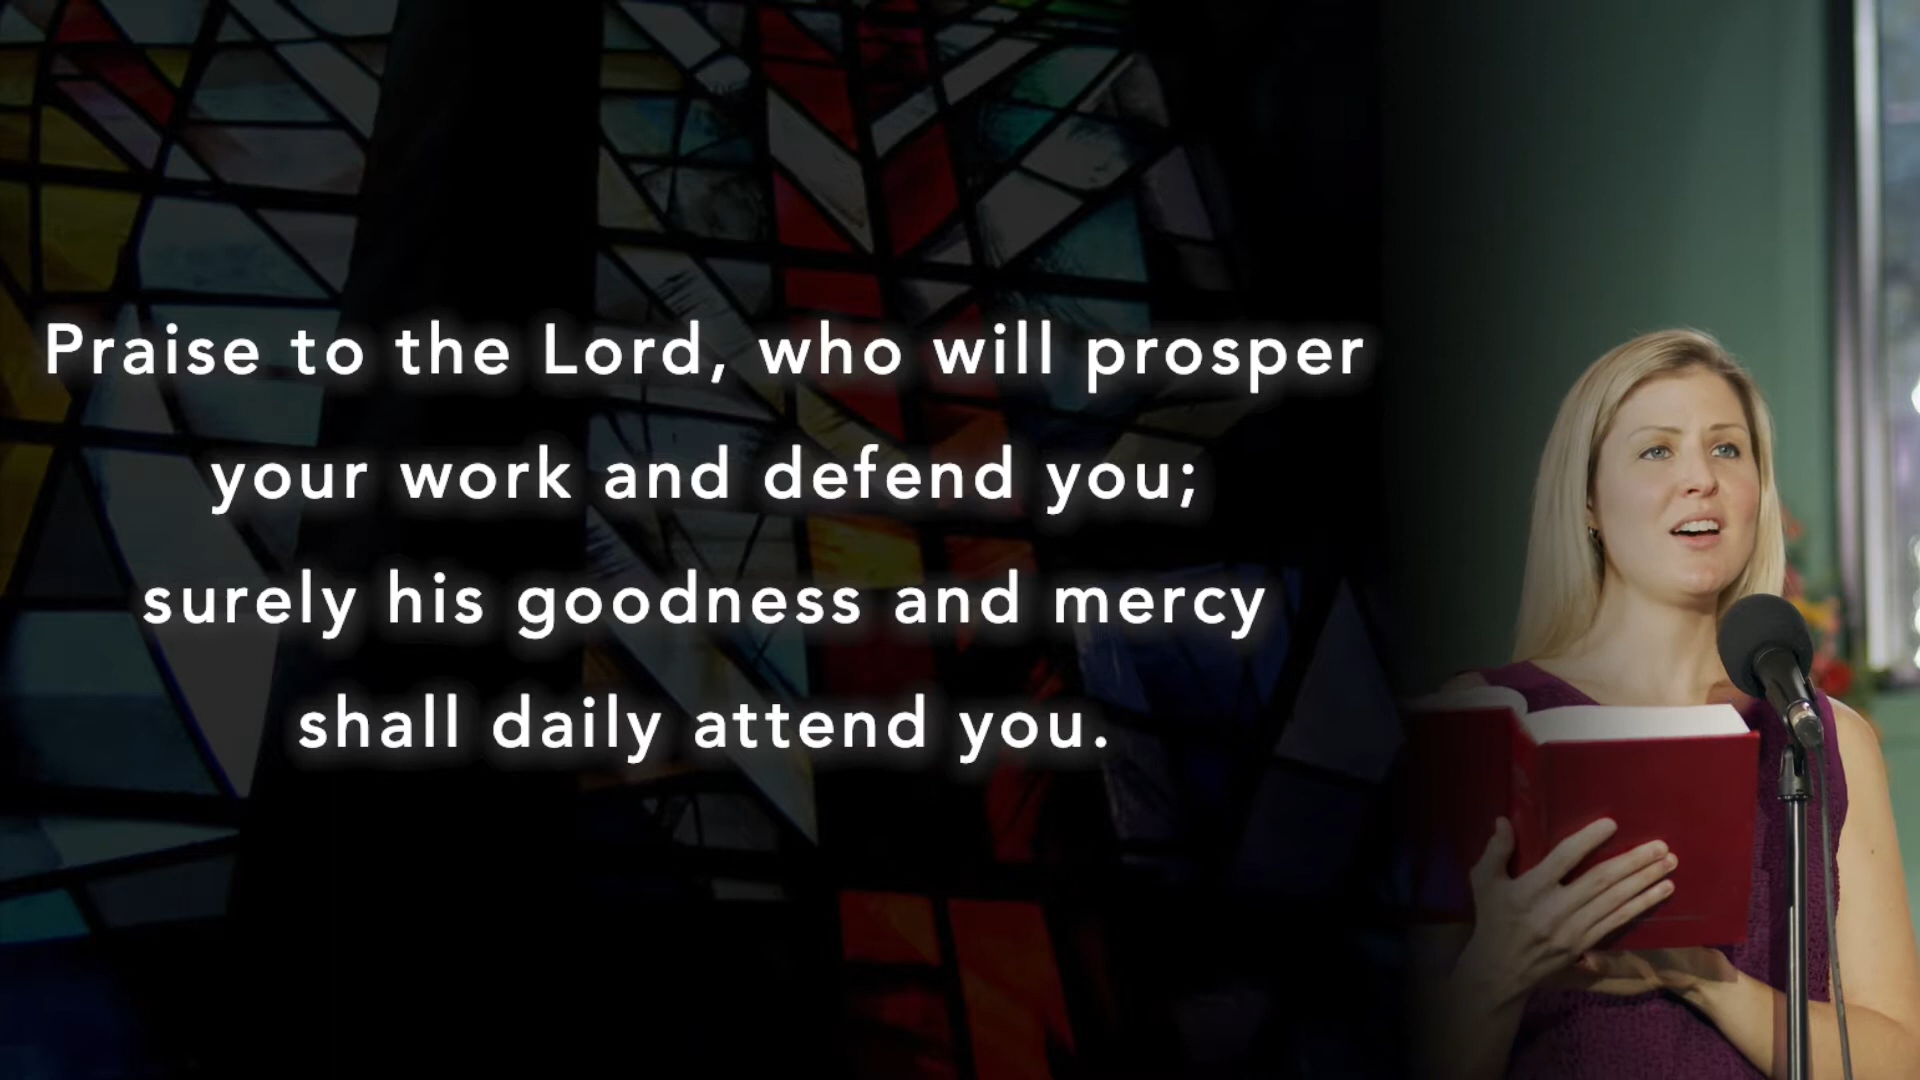 Praise to the Lord, who will prosper
your work and defend you;
surely his goodness and mercy
shall daily attend you.